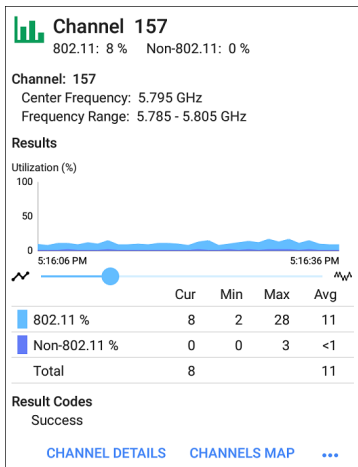 Channel 157
802.11: 8 % Non-802.11: 0 %
Channel: 157
Center Frequency: 5.795 GHz
Frequency Range: 5.785 - 5.805 GHz
Results
Utilization (%)
100
50
0
5:16:06 PM 5:16:36 PM
Cur Min Max Avg
802.11 % 8 2 28 11
Non-802.11 % 0 0 3 <1
Total 8 11
Result Codes
Success
CHANNEL DETAILS CHANNELS MAP